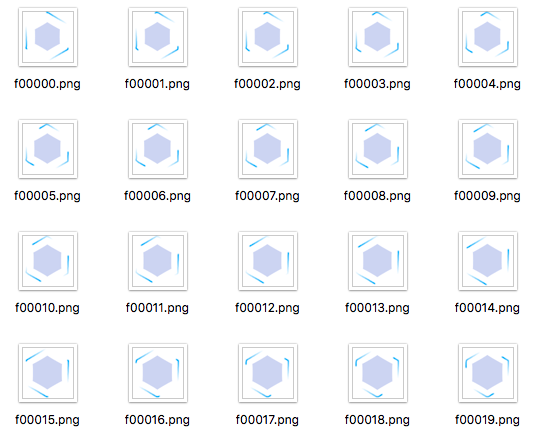 f00000.png f00001.png f00002.png f00003.png f00004.png
f00005.png f00006.png f00007.png f00008.png f00009.png
f00010.png f00011.png f00012.png f00013.png f00014.png
f00015.png f00016.png f00017.png f00018.png f00019.png